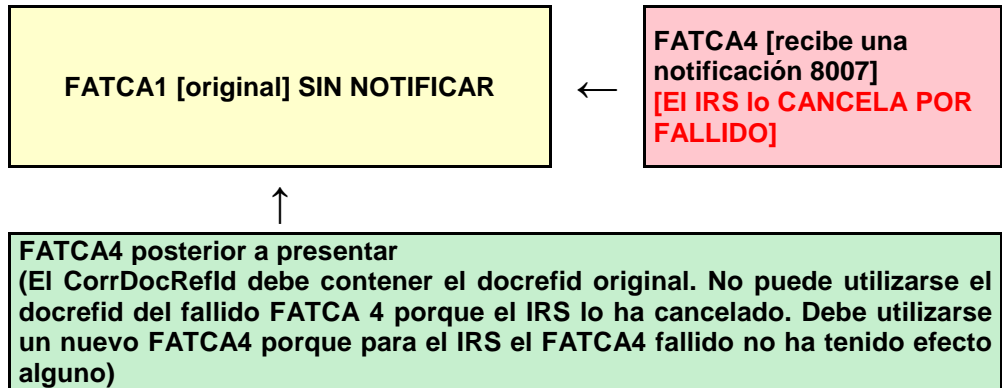 FATCA1 [original] SIN NOTIFICAR
←
FATCA4 [recibe una
notificación 8007]
[El IRS lo CANCELA POR
FALLIDO]
↑
FATCA4 posterior a presentar
(El CorrDocRefId debe contener el docrefid original. No puede utilizarse el
docrefid del fallido FATCA 4 porque el IRS lo ha cancelado. Debe utilizarse
un nuevo FATCA4 porque para el IRS el FATCA4 fallido no ha tenido efecto
alguno)